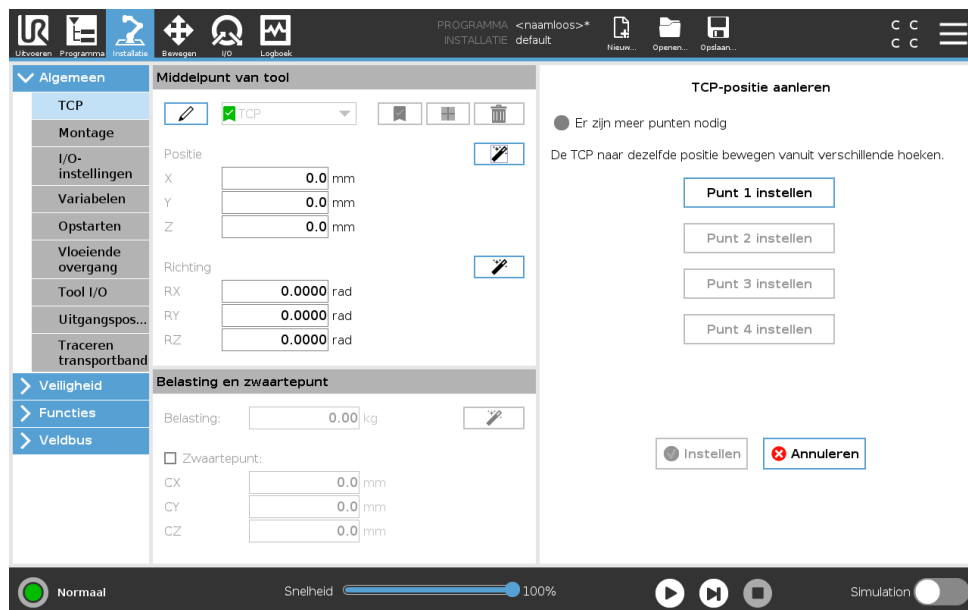 PROGRAMMA <naamloos>*
INSTALLATIE default
C C
C C
Uitvoeren Programma Installatie Bewegen I/O Logboek Nieuw... Openen... Opslaan...
Algemeen
TCP
Montage
I/O-
instellingen
Variabelen
Opstarten
Vloeiende
overgang
Tool I/O
Uitgangspos...
Traceren
transportband
Veiligheid
Functies
Veldbus
Middelpunt van tool
TCP
Positie
X 0.0 mm
Y 0.0 mm
Z 0.0 mm
Richting
RX 0.0000 rad
RY 0.0000 rad
RZ 0.0000 rad
Belasting en zwaartepunt
Belasting: 0.00 kg
Zwaartepunt:
CX 0.0 mm
CY 0.0 mm
CZ 0.0 mm
TCP-positie aanleren
Er zijn meer punten nodig
De TCP naar dezelfde positie bewegen vanuit verschillende hoeken.
Punt 1 instellen
Punt 2 instellen
Punt 3 instellen
Punt 4 instellen
Instellen Annuleren
Normaal Snelheid 100% Simulation